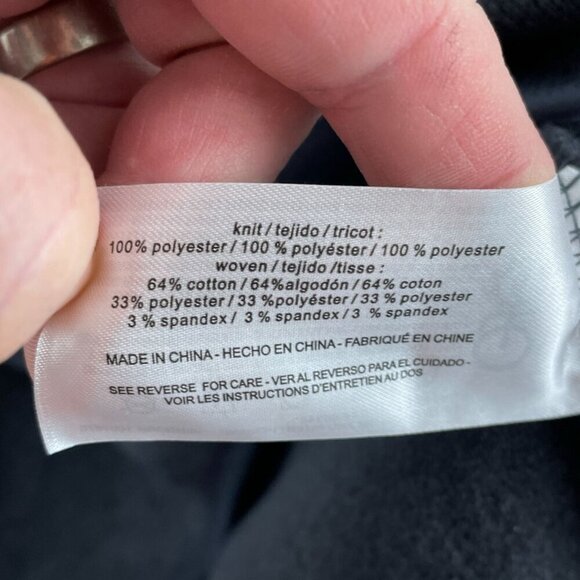 knit / tejido / tricot :
100% polyester / 100 % polyéster / 100 % polyester
woven / tejido /tisse :
64% cotton / 64%algodón / 64% coton
33% polyester / 33 %polyéster / 33 % polyester
3 % spandex / 3 % spandex / 3 % spandex
MADE IN CHINA - HECHO EN CHINA - FABRIQUÉ EN CHINE
SEE REVERSE FOR CARE - VER AL REVERSO PARA EL CUIDADO -
VOIR LES INSTRUCTIONS D'ENTRETIEN AU DOS